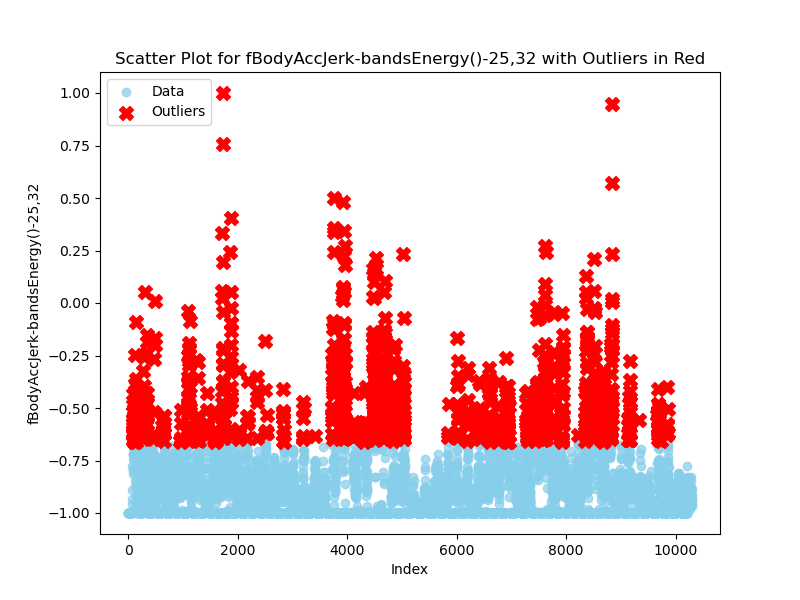 Scatter Plot for fBodyAccJerk-bandsEnergy()-25,32 with Outliers in Red
Data
Outliers
fBodyAccJerk-bandsEnergy()-25,32
1.00
0.75
0.50
0.25
0.00
−0.25
−0.50
−0.75
−1.00
0 2000 4000 6000 8000 10000
Index